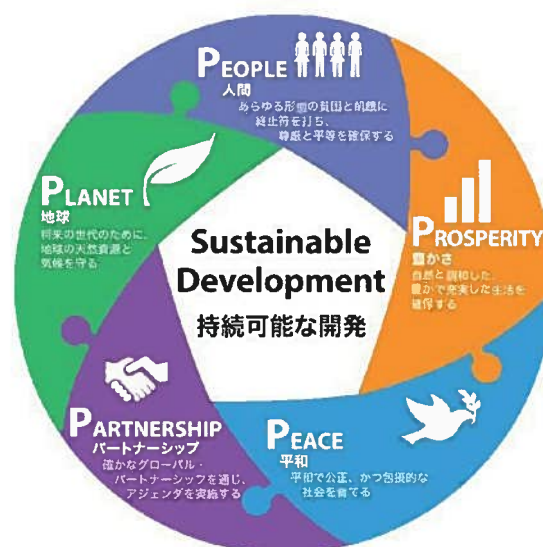 PEOPLE
人間
あらゆる形態の貧困と飢餓に
終止符を打ち、
尊厳と平等を確保する
PROSPERITY
豊かさ
自然と調和した、
豊かで充実した生活を
確保する
PEACE
平和
平和で公正、かつ包摂的な
社会を育てる
PARTNERSHIP
パートナーシップ
確かなグローバル・
パートナーシップを通じ、
アジェンダを実施する
PLANET
地球
将来の世代のために、
地球の天然資源と
気候を守る
Sustainable
Development
持続可能な開発